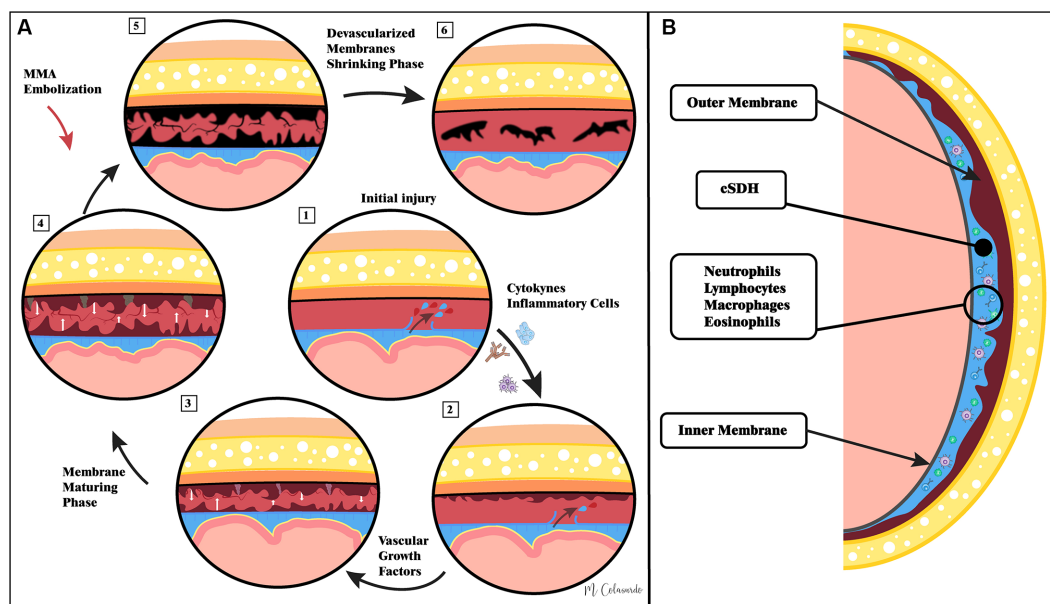 A
5
Devascularized
Membranes
Shrinking Phase
6
MMA
Embolization
4
Initial injury
1
Cytokynes
Inflammatory Cells
3
2
Membrane
Maturing
Phase
Vascular
Growth
Factors
M Colasurdo
B
Outer Membrane
cSDH
Neutrophils
Lymphocytes
Macrophages
Eosinophils
Inner Membrane